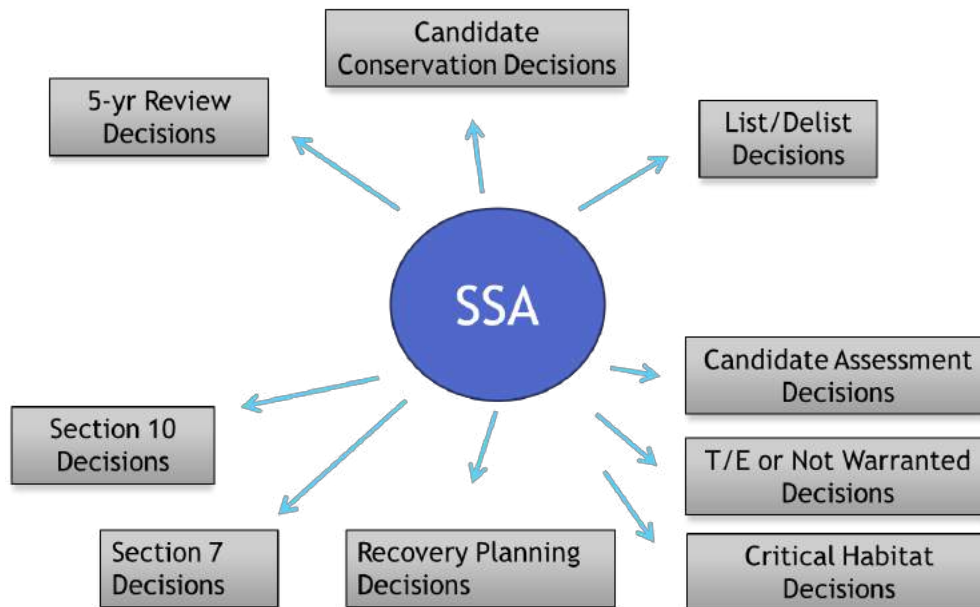 Candidate
Conservation Decisions
5-yr Review
Decisions
List/Delist
Decisions
SSA
Candidate Assessment
Decisions
Section 10
Decisions
T/E or Not Warranted
Decisions
Section 7
Decisions
Recovery Planning
Decisions
Critical Habitat
Decisions